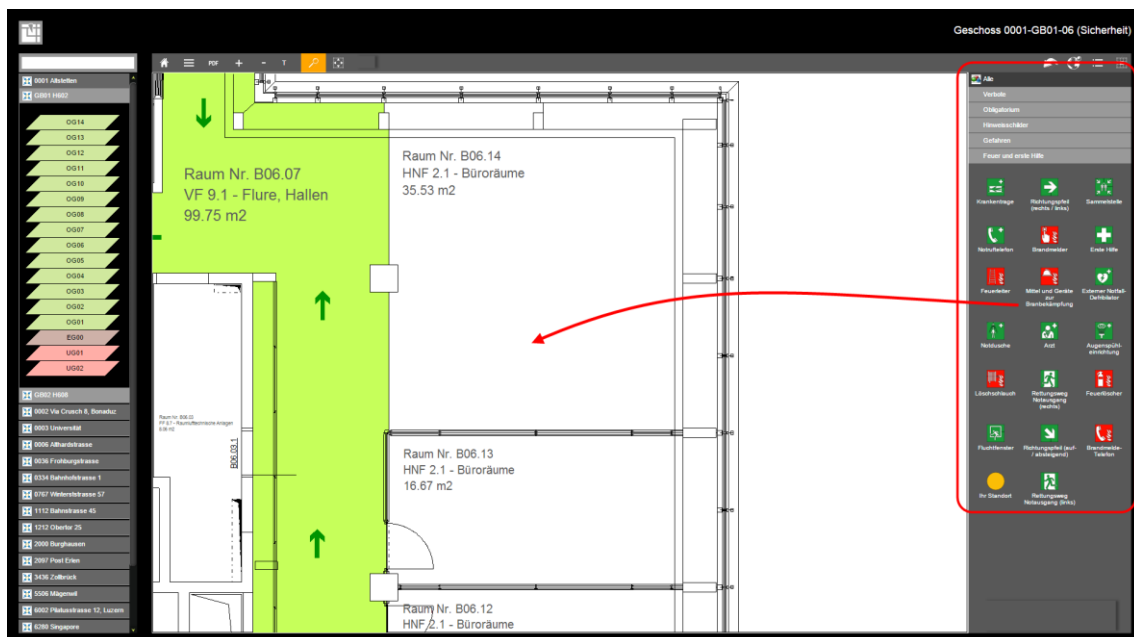 Geschoss 0001-GB01-06 (Sicherheit)
PDF
+
-
T
0001 Altstetten
GB01 H602
OG14
OG13
OG12
OG11
OG10
OG09
OG08
OG07
OG06
OG05
OG04
OG03
OG02
OG01
EG00
UG01
UG02
GB02 H608
0002 Via Crusch 8, Bonaduz
0003 Universität
0006 Althardstrasse
0036 Frohburgstrasse
0334 Bahnhofstrasse 1
0767 Winterststrasse 57
1112 Bahnstrasse 45
1212 Obertor 25
2000 Burghausen
2097 Post Erlen
3436 Zollbrück
5506 Mägenwil
6002 Pilatusstrasse 12, Luzern
6280 Singapore
Raum Nr. B06.07
VF 9.1 - Flure, Hallen
99.75 m2
Raum Nr. B06.14
HNF 2.1 - Büroräume
35.53 m2
B06.03.1
Raum Nr. B06.13
HNF 2.1 - Büroräume
16.67 m2
Raum Nr. B06.12
HNF 2.1 - Büroräume
Alle
Verbote
Obligatorium
Hinweisschilder
Gefahren
Feuer und erste Hilfe
Krankentrage
Richtungspfeil
(rechts / links)
Sammelstelle
Notruftelefon
Brandmelder
Erste Hilfe
Feuerleiter
Mittel und Geräte
zur
Branbekämpfung
Externer Notfall-
Defibrilator
Notdusche
Arzt
Augenspühl-
einrichtung
Löschschlauch
Rettungsweg
Notausgang
(rechts)
Feuerlöscher
Fluchtfenster
Richtungspfeil (auf-
/ absteigend)
Brandmelde-
Telefon
Ihr Standort
Rettungsweg
Notausgang (links)